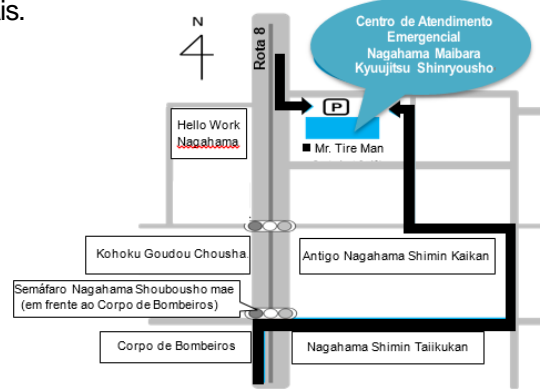 is.
N
4
Rota 8
Centro de Atendimento
Emergencial
Nagahama Maibara
Kyuujitsu Shinryousho
P
Hello Work
Nagahama
Mr. Tire Man
Kohoku Goudou Chousha
Antigo Nagahama Shimin Kaikan
Semáfaro Nagahama Shoubousho mae
(em frente ao Corpo de Bombeiros)
Corpo de Bombeiros
Nagahama Shimin Taiikukan